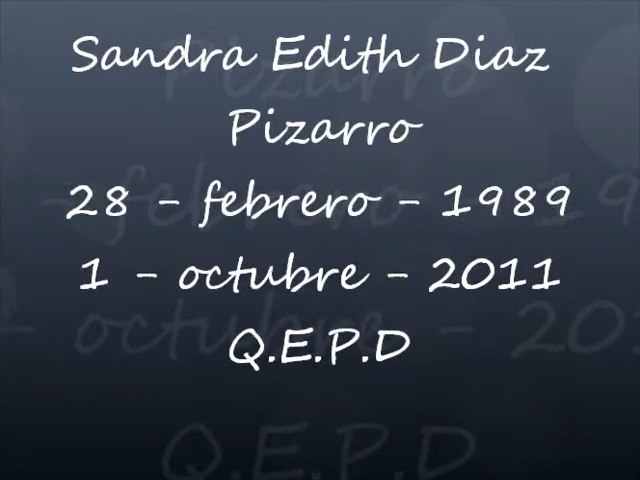 Sandra Edith Diaz
Pizarro
28 - febrero - 1989
1 - octubre - 2011
Q.E.P.D